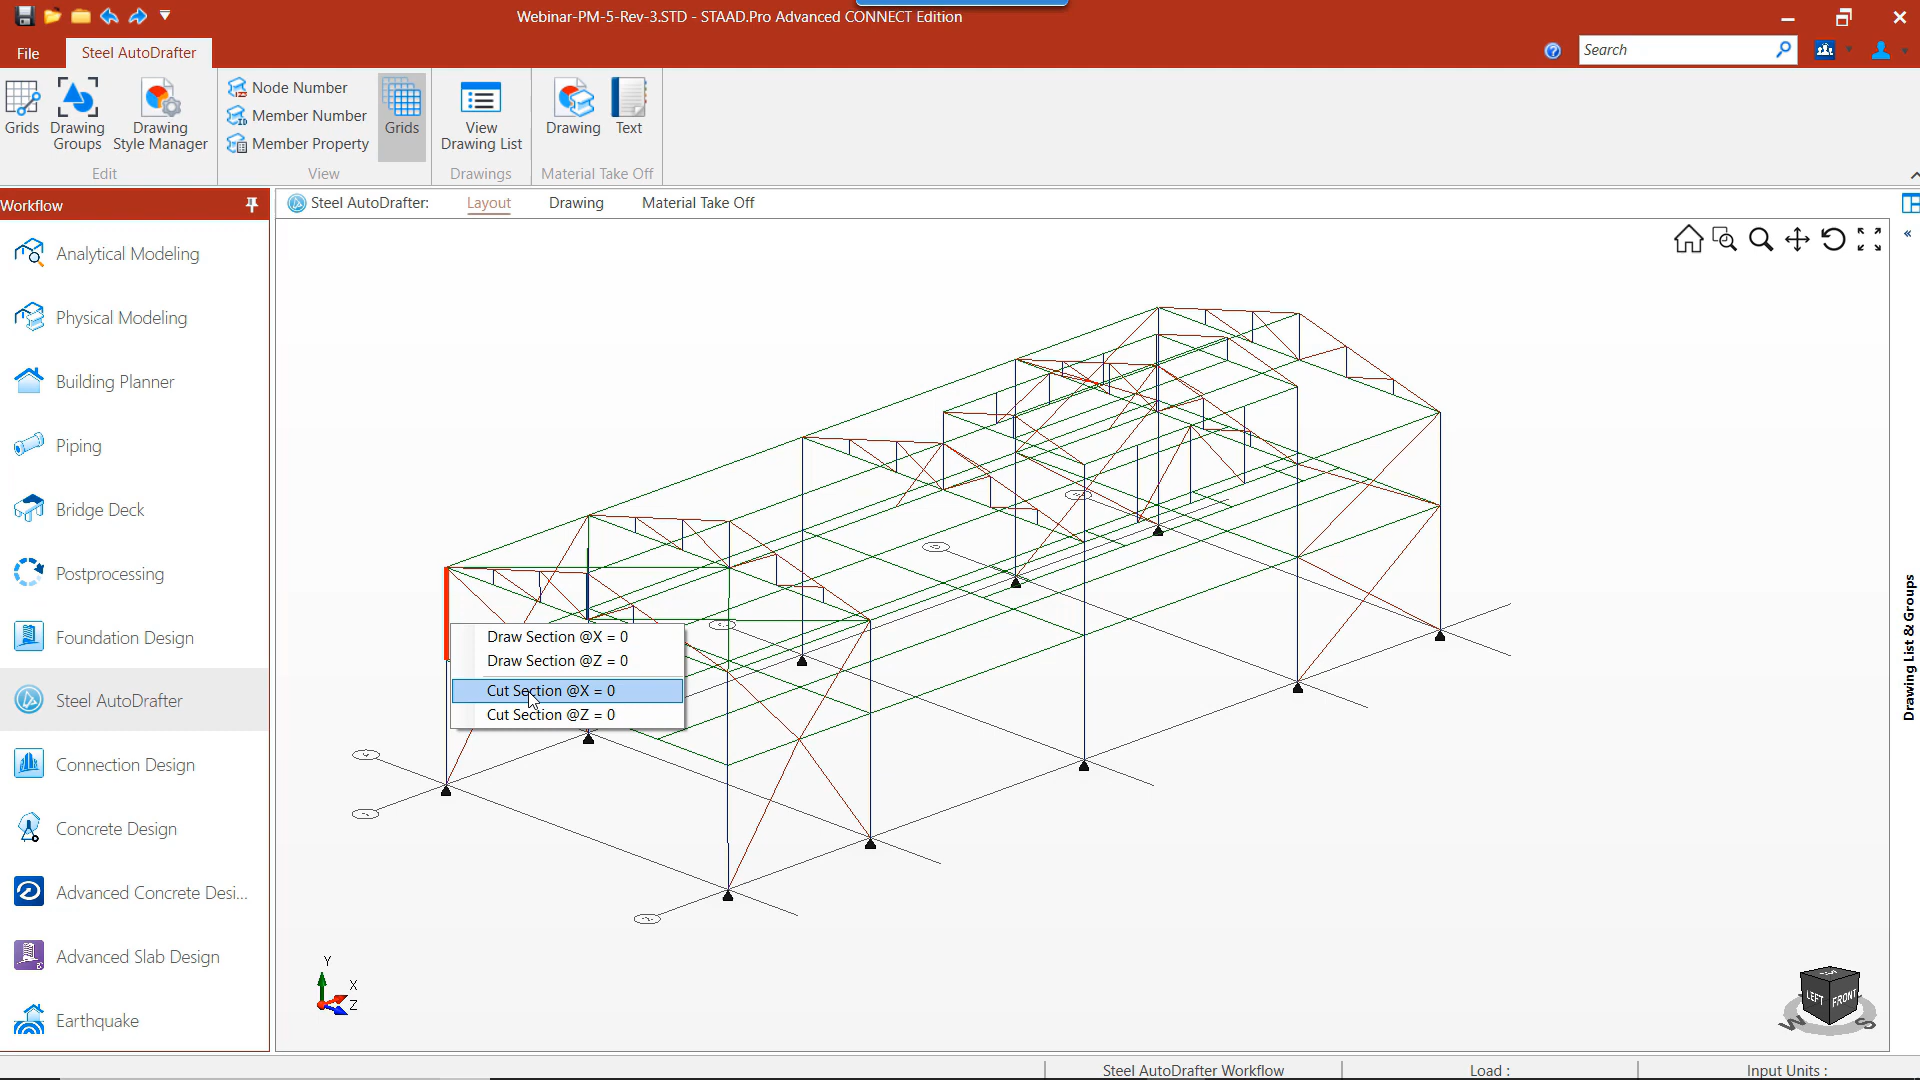 Webinar-PM-5-Rev-3.STD - STAAD.Pro Advanced CONNECT Edition
File
Steel AutoDrafter
Search
Grids
Drawing
Groups
Drawing
Style Manager
Node Number
Member Number
Member Property
Grids
View
Drawing List
Drawing
Text
Edit
View
Drawings
Material Take Off
Workflow
Steel AutoDrafter:
Layout
Drawing
Material Take Off
Analytical Modeling
Physical Modeling
Building Planner
Piping
Bridge Deck
Postprocessing
Foundation Design
Steel AutoDrafter
Connection Design
Concrete Design
Advanced Concrete Desi...
Advanced Slab Design
Earthquake
Draw Section @X = 0
Draw Section @Z = 0
Cut Section @X = 0
Cut Section @Z = 0
Drawing List & Groups
Y
X
Z
LEFT
FRONT
W
S
Steel AutoDrafter Workflow
Load :
Input Units :